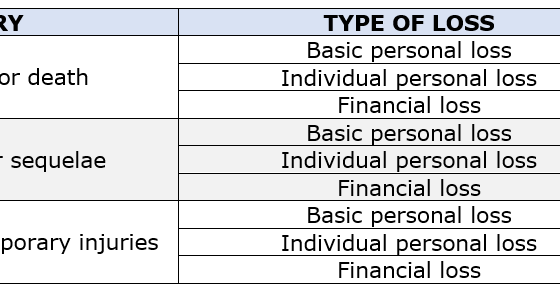 RY TYPE OF LOSS
Basic personal loss
or death Individual personal loss
Financial loss
Basic personal loss
r sequelae Individual personal loss
Financial loss
Basic personal loss
porary injuries Individual personal loss
Financial loss